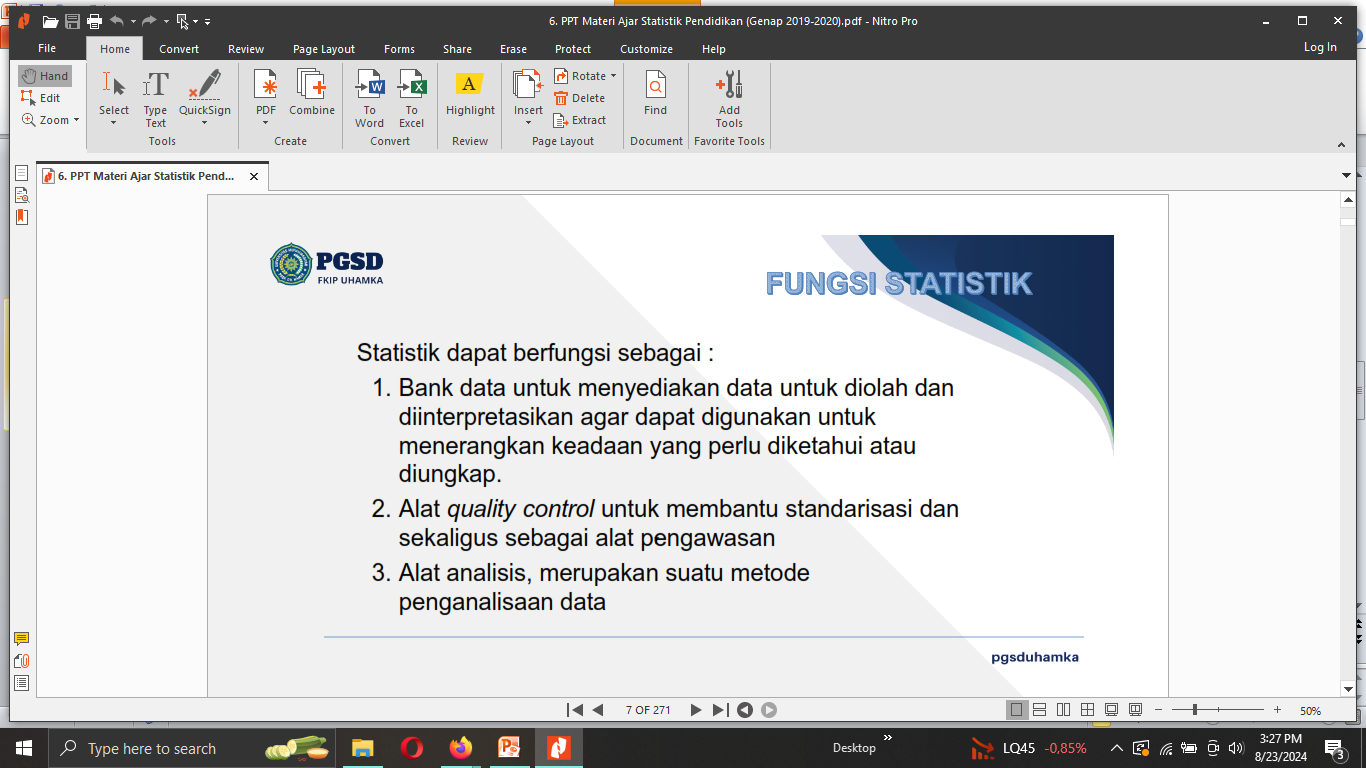 6. PPT Materi Ajar Statistik Pendidikan (Genap 2019-2020).pdf - Nitro Pro
File Home Convert Review Page Layout Forms Share Erase Protect Customize Help Log In
Hand
Edit
Zoom
Select
Type Text
QuickSign
Tools
PDF
Combine
Create
To Word
To Excel
Convert
Highlight
Review
Insert
Rotate
Delete
Extract
Page Layout
Find
Document
Add Tools
Favorite Tools
6. PPT Materi Ajar Statistik Pend...
PGSD
FKIP UHAMKA
FUNGSI STATISTIK
Statistik dapat berfungsi sebagai :
1. Bank data untuk menyediakan data untuk diolah dan
diinterpretasikan agar dapat digunakan untuk
menerangkan keadaan yang perlu diketahui atau
diungkap.
2. Alat quality control untuk membantu standarisasi dan
sekaligus sebagai alat pengawasan
3. Alat analisis, merupakan suatu metode
penganalisaan data
pgsduhamka
7 OF 271
50%
Type here to search
Desktop
LQ45 -0,85%
3:27 PM
8/23/2024
3